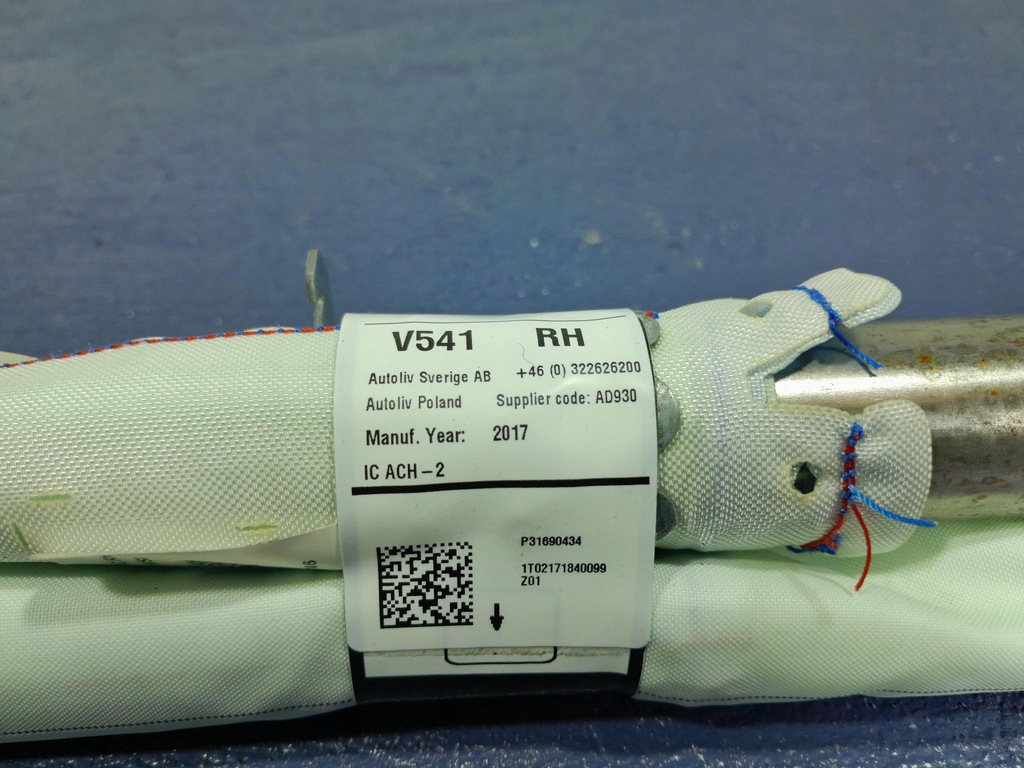 V541 RH
Autoliv Sverige AB +46 (0) 322626200
Autoliv Poland Supplier code: AD930
Manuf. Year: 2017
IC ACH-2
P31690434
1T02171840099
Z01